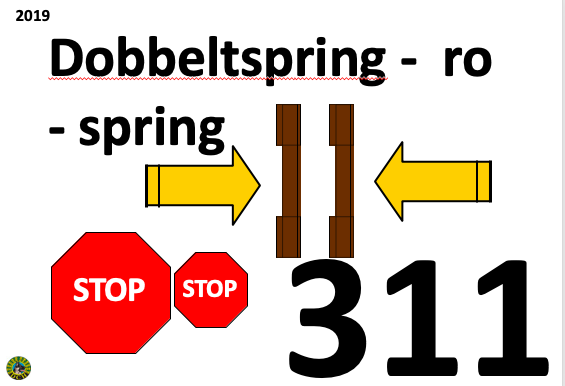 2019
Dobbeltspring - ro
- spring
STOP
STOP
311